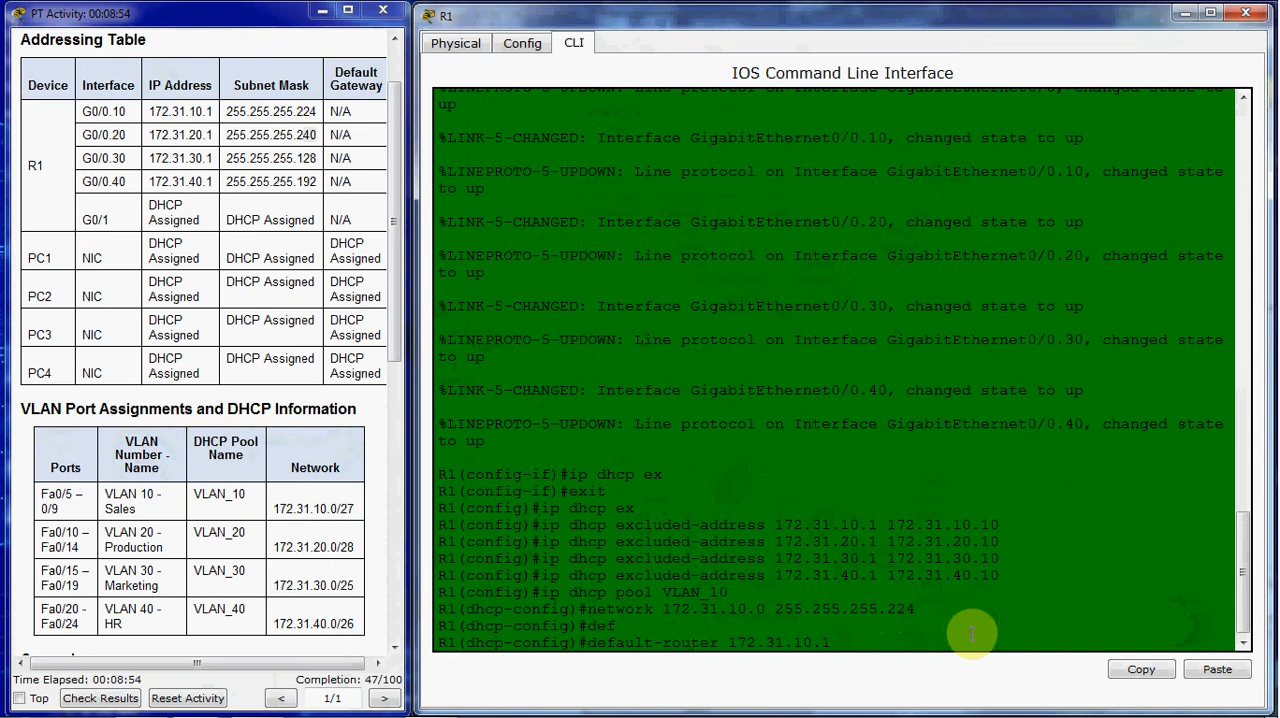 PT Activity: 00:08:54
Addressing Table
Device Interface IP Address Subnet Mask Default Gateway
R1
G0/0.10 172.31.10.1 255.255.255.224 N/A
G0/0.20 172.31.20.1 255.255.255.240 N/A
G0/0.30 172.31.30.1 255.255.255.128 N/A
G0/0.40 172.31.40.1 255.255.255.192 N/A
G0/1 DHCP Assigned DHCP Assigned N/A
PC1 NIC DHCP Assigned DHCP Assigned DHCP Assigned
PC2 NIC DHCP Assigned DHCP Assigned DHCP Assigned
PC3 NIC DHCP Assigned DHCP Assigned DHCP Assigned
PC4 NIC DHCP Assigned DHCP Assigned DHCP Assigned
VLAN Port Assignments and DHCP Information
Ports VLAN Number - Name DHCP Pool Name Network
Fa0/5 – 0/9 VLAN 10 - Sales VLAN_10 172.31.10.0/27
Fa0/10 – Fa0/14 VLAN 20 - Production VLAN_20 172.31.20.0/28
Fa0/15 – Fa0/19 VLAN 30 - Marketing VLAN_30 172.31.30.0/25
Fa0/20 - Fa0/24 VLAN 40 - HR VLAN_40 172.31.40.0/26
Time Elapsed: 00:08:54 Completion: 47/100
Top Check Results Reset Activity < 1/1 >
R1
Physical Config CLI
IOS Command Line Interface
%LINEPROTO-5-UPDOWN: Line protocol on Interface GigabitEthernet0/0, changed state to
up
%LINK-5-CHANGED: Interface GigabitEthernet0/0.10, changed state to up
%LINEPROTO-5-UPDOWN: Line protocol on Interface GigabitEthernet0/0.10, changed state
to up
%LINK-5-CHANGED: Interface GigabitEthernet0/0.20, changed state to up
%LINEPROTO-5-UPDOWN: Line protocol on Interface GigabitEthernet0/0.20, changed state
to up
%LINK-5-CHANGED: Interface GigabitEthernet0/0.30, changed state to up
%LINEPROTO-5-UPDOWN: Line protocol on Interface GigabitEthernet0/0.30, changed state
to up
%LINK-5-CHANGED: Interface GigabitEthernet0/0.40, changed state to up
%LINEPROTO-5-UPDOWN: Line protocol on Interface GigabitEthernet0/0.40, changed state
to up
R1(config-if)#ip dhcp ex
R1(config-if)#exit
R1(config)#ip dhcp ex
R1(config)#ip dhcp excluded-address 172.31.10.1 172.31.10.10
R1(config)#ip dhcp excluded-address 172.31.20.1 172.31.20.10
R1(config)#ip dhcp excluded-address 172.31.30.1 172.31.30.10
R1(config)#ip dhcp excluded-address 172.31.40.1 172.31.40.10
R1(config)#ip dhcp pool VLAN_10
R1(dhcp-config)#network 172.31.10.0 255.255.255.224
R1(dhcp-config)#def
R1(dhcp-config)#default-router 172.31.10.1
Copy Paste